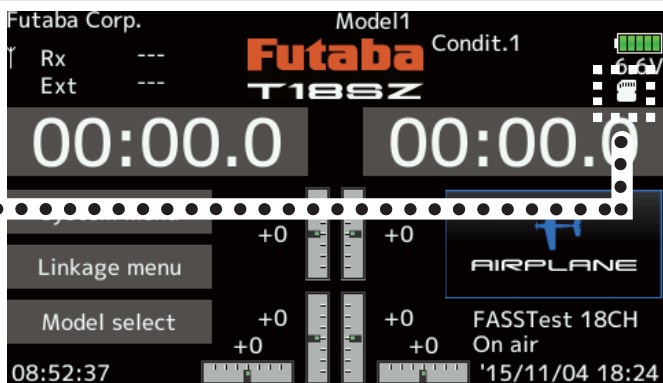 Futaba Corp.
Model1
Condit.1
Rx ---
Ext ---
Futaba
T18SZ
6.6V
00:00.0
00:00.0
+0
+0
AIRPLANE
Linkage menu
Model select
+0
+0
+0
+0
FASSTest 18CH
On air
08:52:37
'15/11/04 18:24